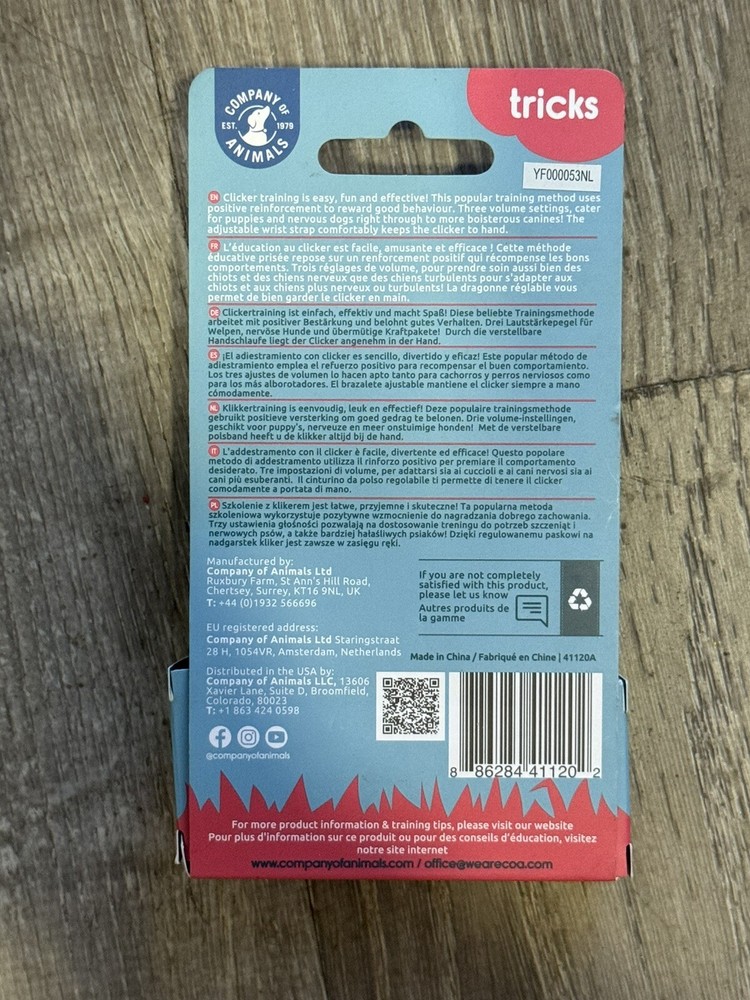 COMPANY OF
EST. 1979
ANIMALS
tricks
YF000053NL
EN Clicker training is easy, fun and effective! This popular training method uses
positive reinforcement to reward good behaviour. Three volume settings, cater
for puppies and nervous dogs right through to more boisterous canines! The
adjustable wrist strap comfortably keeps the clicker to hand.
FR L'éducation au clicker est facile, amusante et efficace ! Cette méthode
éducative prisée repose sur un renforcement positif qui récompense les bons
comportements. Trois réglages de volume, pour prendre soin aussi bien des
chiots et des chiens nerveux que des chiens turbulents pour s'adapter aux
chiots et aux chiens plus nerveux ou turbulents! La dragonne réglable vous
permet de bien garder le clicker en main.
DE Clickertraining ist einfach, effektiv und macht Spaß! Diese beliebte Trainingsmethode
arbeitet mit positiver Bestärkung und belohnt gutes Verhalten. Drei Lautstärkepegel für
Welpen, nervöse Hunde und übermütige Kraftpakete! Durch die verstellbare
Handschlaufe liegt der Clicker angenehm in der Hand.
ES ¡El adiestramiento con clicker es sencillo, divertido y eficaz! Este popular método de
adiestramiento emplea el refuerzo positivo para recompensar el buen comportamiento.
Los tres ajustes de volumen lo hacen apto tanto para cachorros y perros nerviosos como
para los más alborotadores. El brazalete ajustable mantiene el clicker siempre a mano
cómodamente.
NL Klikkertraining is eenvoudig, leuk en effectief! Deze populaire trainingsmethode
gebruikt positieve versterking om goed gedrag te belonen. Drie volume-instellingen,
geschikt voor puppy's, nerveuze en meer onstuimige honden! Met de verstelbare
polsband heeft u de klikker altijd bij de hand.
IT L'addestramento con il clicker è facile, divertente ed efficace! Questo popolare
metodo di addestramento utilizza il rinforzo positivo per premiare il comportamento
desiderato. Tre impostazioni di volume, per adattarsi sia ai cuccioli e ai cani nervosi sia ai
cani più esuberanti. Il cinturino da polso regolabile ti permette di tenere il clicker
comodamente a portata di mano.
PL Szkolenie z klikerem jest łatwe, przyjemne i skuteczne! Ta popularna metoda
szkoleniowa wykorzystuje pozytywne wzmocnienie do nagradzania dobrego zachowania.
Trzy ustawienia głośności pozwalają na dostosowanie treningu do potrzeb szczeniąt i
nerwowych psów, a także bardziej hałaśliwych psiaków! Dzięki regulowanemu paskowi na
nadgarstek kliker jest zawsze w zasięgu ręki.
Manufactured by:
Company of Animals Ltd
Ruxbury Farm, St Ann's Hill Road,
Chertsey, Surrey, KT16 9NL, UK
T: +44 (0)1932 566696
If you are not completely
satisfied with this product,
please let us know
Autres produits de
la gamme
EU registered address:
Company of Animals Ltd Staringstraat
28 H, 1054VR, Amsterdam, Netherlands
Made in China / Fabriqué en Chine | 41120A
Distributed in the USA by:
Company of Animals LLC, 13606
Xavier Lane, Suite D, Broomfield,
Colorado, 80023
T: +1 863 424 0598
@companyofanimals
8 86284 41120 2
For more product information & training tips, please visit our website
Pour plus d'information sur ce produit ou pour des conseils d'éducation, visitez
notre site internet
www.companyofanimals.com / office@wearecoa.com